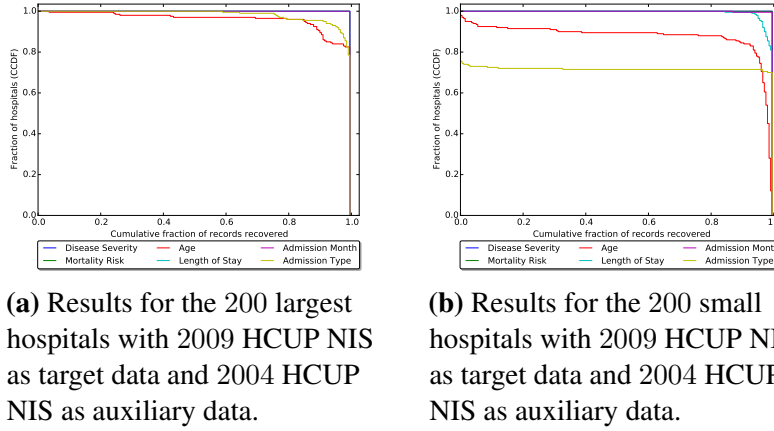 1.0
0.8
0.6
0.4
0.2
0.0
Fraction of hospitals (CCDF)
0.0 0.2 0.4 0.6 0.8 1.0
Cumulative fraction of records recovered
Disease Severity Age Admission Month
Mortality Risk Length of Stay Admission Type
(a) Results for the 200 largest
hospitals with 2009 HCUP NIS
as target data and 2004 HCUP
NIS as auxiliary data.
1.0
0.8
0.6
0.4
0.2
0.0
Fraction of hospitals (CCDF)
0.0 0.2 0.4 0.6 0.8
Cumulative fraction of records recovered
Disease Severity Age Admission Month
Mortality Risk Length of Stay Admission Type
(b) Results for the 200 small
hospitals with 2009 HCUP
as target data and 2004 HCUP
NIS as auxiliary data.